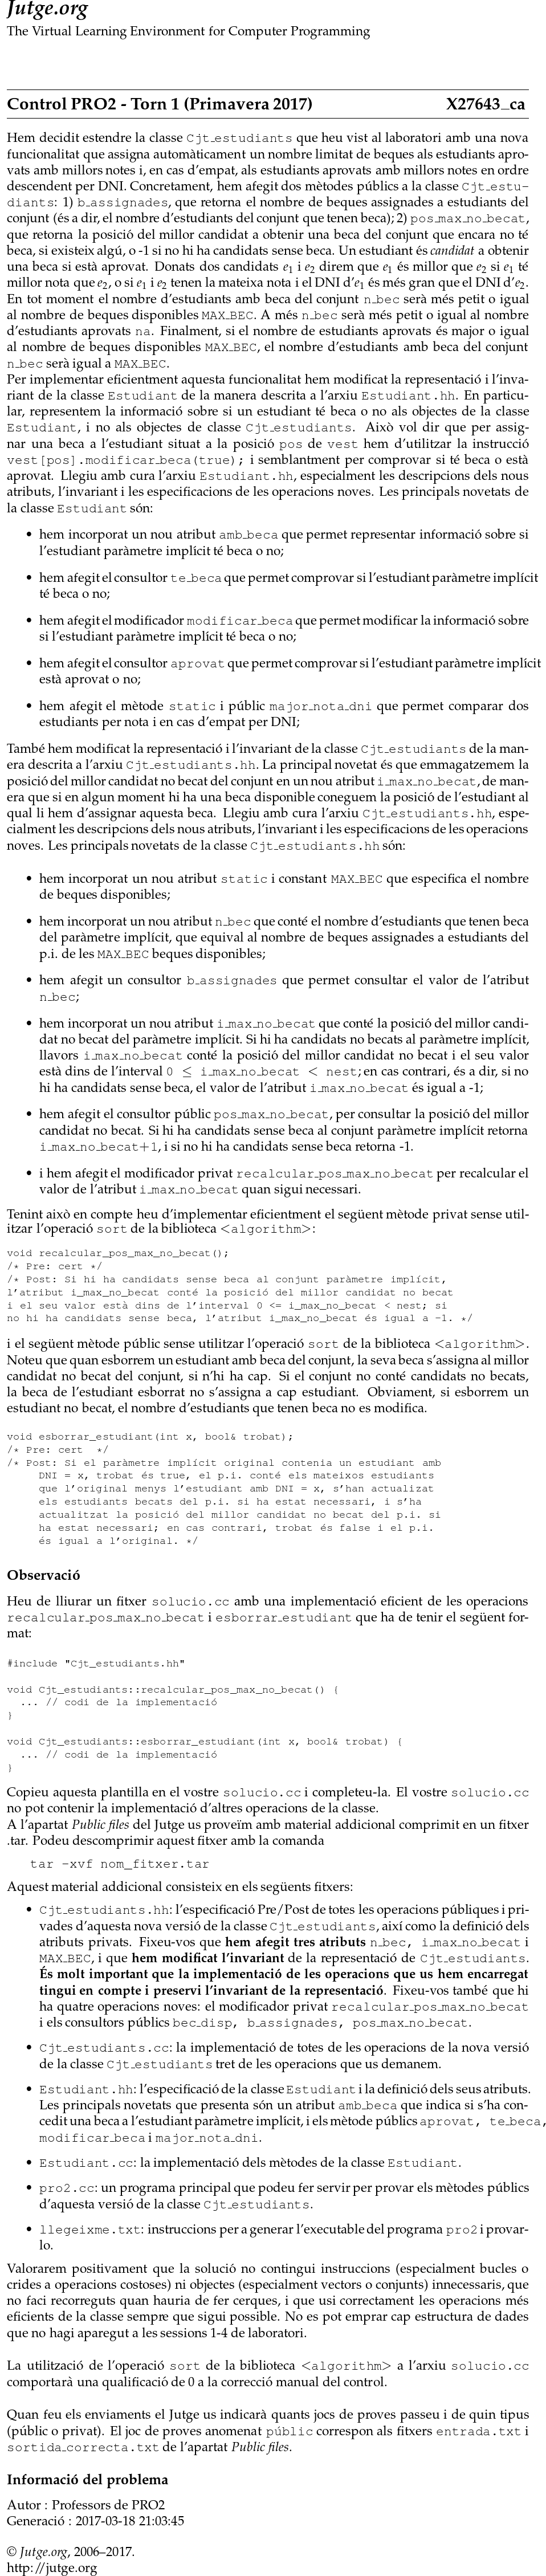 Jutge.org
The Virtual Learning Environment for Computer Programming
Control PRO2 - Torn 1 (Primavera 2017) X27643_ca
Hem decidit estendre la classe Cjt_estudiants que heu vist al laboratori amb una nova
funcionalitat que assigna automàticament un nombre limitat de beques als estudiants apro-
vats amb millors notes i, en cas d'empat, als estudiants aprovats amb millors notes en ordre
descendent per DNI. Concretament, hem afegit dos mètodes públics a la classe Cjt_estu-
diants: 1) b_assignades, que retorna el nombre de beques assignades a estudiants del
conjunt (és a dir, el nombre d'estudiants del conjunt que tenen beca); 2) pos_max_no_becat,
que retorna la posició del millor candidat a obtenir una beca del conjunt que encara no té
beca, si existeix algú, o -1 si no hi ha candidats sense beca. Un estudiant és candidat a obtenir
una beca si està aprovat. Donats dos candidats e1 i e2 direm que e1 és millor que e2 si e1 té
millor nota que e2, o si e1 i e2 tenen la mateixa nota i el DNI d'e1 és més gran que el DNI d'e2.
En tot moment el nombre d'estudiants amb beca del conjunt n_bec serà més petit o igual
al nombre de beques disponibles MAX_BEC. A més n_bec serà més petit o igual al nombre
d'estudiants aprovats na. Finalment, si el nombre de estudiants aprovats és major o igual
al nombre de beques disponibles MAX_BEC, el nombre d'estudiants amb beca del conjunt
n_bec serà igual a MAX_BEC.
Per implementar eficientment aquesta funcionalitat hem modificat la representació i l'inva-
riant de la classe Estudiant de la manera descrita a l'arxiu Estudiant.hh. En particu-
lar, representem la informació sobre si un estudiant té beca o no als objectes de la classe
Estudiant, i no als objectes de classe Cjt_estudiants. Això vol dir que per assig-
nar una beca a l'estudiant situat a la posició pos de vest hem d'utilitzar la instrucció
vest[pos].modificar_beca(true); i semblantment per comprovar si té beca o està
aprovat. Llegiu amb cura l'arxiu Estudiant.hh, especialment les descripcions dels nous
atributs, l'invariant i les especificacions de les operacions noves. Les principals novetats de
la classe Estudiant són:
• hem incorporat un nou atribut amb_beca que permet representar informació sobre si
l'estudiant paràmetre implícit té beca o no;
• hem afegit el consultor te_beca que permet comprovar si l'estudiant paràmetre implícit
té beca o no;
• hem afegit el modificador modificar_beca que permet modificar la informació sobre
si l'estudiant paràmetre implícit té beca o no;
• hem afegit el consultor aprovat que permet comprovar si l'estudiant paràmetre implícit
està aprovat o no;
• hem afegit el mètode static i públic major_nota_dni que permet comparar dos
estudiants per nota i en cas d'empat per DNI;
També hem modificat la representació i l'invariant de la classe Cjt_estudiants de la man-
era descrita a l'arxiu Cjt_estudiants.hh. La principal novetat és que emmagatzemem la
posició del millor candidat no becat del conjunt en un nou atribut i_max_no_becat, de man-
era que si en algun moment hi ha una beca disponible coneguem la posició de l'estudiant al
qual li hem d'assignar aquesta beca. Llegiu amb cura l'arxiu Cjt_estudiants.hh, espe-
cialment les descripcions dels nous atributs, l'invariant i les especificacions de les operacions
noves. Les principals novetats de la classe Cjt_estudiants.hh són:
• hem incorporat un nou atribut static i constant MAX_BEC que especifica el nombre
de beques disponibles;
• hem incorporat un nou atribut n_bec que conté el nombre d'estudiants que tenen beca
del paràmetre implícit, que equival al nombre de beques assignades a estudiants del
p.i. de les MAX_BEC beques disponibles;
• hem afegit un consultor b_assignades que permet consultar el valor de l'atribut
n_bec;
• hem incorporat un nou atribut i_max_no_becat que conté la posició del millor candi-
dat no becat del paràmetre implícit. Si hi ha candidats no becats al paràmetre implícit,
llavors i_max_no_becat conté la posició del millor candidat no becat i el seu valor
està dins de l'interval 0 ≤ i_max_no_becat < nest; en cas contrari, és a dir, si no
hi ha candidats sense beca, el valor de l'atribut i_max_no_becat és igual a -1;
• hem afegit el consultor públic pos_max_no_becat, per consultar la posició del millor
candidat no becat. Si hi ha candidats sense beca al conjunt paràmetre implícit retorna
i_max_no_becat+1, i si no hi ha candidats sense beca retorna -1.
• i hem afegit el modificador privat recalcular_pos_max_no_becat per recalcular el
valor de l'atribut i_max_no_becat quan sigui necessari.
Tenint això en compte heu d'implementar eficientment el següent mètode privat sense util-
itzar l'operació sort de la biblioteca <algorithm>:
void recalcular_pos_max_no_becat();
/* Pre: cert */
/* Post: Si hi ha candidats sense beca al conjunt paràmetre implícit,
l'atribut i_max_no_becat conté la posició del millor candidat no becat
i el seu valor està dins de l'interval 0 <= i_max_no_becat < nest; si
no hi ha candidats sense beca, l'atribut i_max_no_becat és igual a -1. */
i el següent mètode públic sense utilitzar l'operació sort de la biblioteca <algorithm>.
Noteu que quan esborrem un estudiant amb beca del conjunt, la seva beca s'assigna al millor
candidat no becat del conjunt, si n'hi ha cap. Si el conjunt no conté candidats no becats,
la beca de l'estudiant esborrat no s'assigna a cap estudiant. Obviament, si esborrem un
estudiant no becat, el nombre d'estudiants que tenen beca no es modifica.
void esborrar_estudiant(int x, bool& trobat);
/* Pre: cert */
/* Post: Si el paràmetre implícit original contenia un estudiant amb
DNI = x, trobat és true, el p.i. conté els mateixos estudiants
que l'original menys l'estudiant amb DNI = x, s'han actualizat
els estudiants becats del p.i. si ha estat necessari, i s'ha
actualitzat la posició del millor candidat no becat del p.i. si
ha estat necessari; en cas contrari, trobat és false i el p.i.
és igual a l'original. */
Observació
Heu de lliurar un fitxer solucio.cc amb una implementació eficient de les operacions
recalcular_pos_max_no_becat i esborrar_estudiant que ha de tenir el següent for-
mat:
#include "Cjt_estudiants.hh"
void Cjt_estudiants::recalcular_pos_max_no_becat() {
... // codi de la implementació
}
void Cjt_estudiants::esborrar_estudiant(int x, bool& trobat) {
... // codi de la implementació
}
Copieu aquesta plantilla en el vostre solucio.cc i completeu-la. El vostre solucio.cc
no pot contenir la implementació d'altres operacions de la classe.
A l'apartat Public files del Jutge us proveïm amb material addicional comprimit en un fitxer
.tar. Podeu descomprimir aquest fitxer amb la comanda
tar -xvf nom_fitxer.tar
Aquest material addicional consisteix en els següents fitxers:
• Cjt_estudiants.hh: l'especificació Pre/Post de totes les operacions públiques i pri-
vades d'aquesta nova versió de la classe Cjt_estudiants, així como la definició dels
atributs privats. Fixeu-vos que hem afegit tres atributs n_bec, i_max_no_becat i
MAX_BEC, i que hem modificat l'invariant de la representació de Cjt_estudiants.
És molt important que la implementació de les operacions que us hem encarregat
tingui en compte i preservi l'invariant de la representació. Fixeu-vos també que hi
ha quatre operacions noves: el modificador privat recalcular_pos_max_no_becat
i els consultors públics bec_disp, b_assignades, pos_max_no_becat.
• Cjt_estudiants.cc: la implementació de totes les operacions de la nova versió
de la classe Cjt_estudiants tret de les operacions que us demanem.
• Estudiant.hh: l'especificació de la classe Estudiant i la definició dels seus atributs.
Les principals novetats que presenta són un atribut amb_beca que indica si s'ha con-
cedit una beca a l'estudiant paràmetre implícit, i els mètode públics aprovat, te_beca,
modificar_beca i major_nota_dni.
• Estudiant.cc: la implementació dels mètodes de la classe Estudiant.
• pro2.cc: un programa principal que podeu fer servir per provar els mètodes públics
d'aquesta versió de la classe Cjt_estudiants.
• llegeixme.txt: instruccions per a generar l'executable del programa pro2 i provar-
lo.
Valorarem positivament que la solució no contingui instruccions (especialment bucles o
crides a operacions costoses) ni objectes (especialment vectors o conjunts) innecessaris, que
no faci recorreguts quan hauria de fer cerques, i que usi correctament les operacions més
eficients de la classe sempre que sigui possible. No es pot emprar cap estructura de dades
que no hagi aparegut a les sessions 1-4 de laboratori.
La utilització de l'operació sort de la biblioteca <algorithm> a l'arxiu solucio.cc
comportarà una qualificació de 0 a la correcció manual del control.
Quan feu els enviaments el Jutge us indicarà quants jocs de proves passeu i de quin tipus
(públic o privat). El joc de proves anomenat públic correspon als fitxers entrada.txt i
sortida_correcta.txt de l'apartat Public files.
Informació del problema
Autor : Professors de PRO2
Generació : 2017-03-18 21:03:45
© Jutge.org, 2006–2017.
http://jutge.org